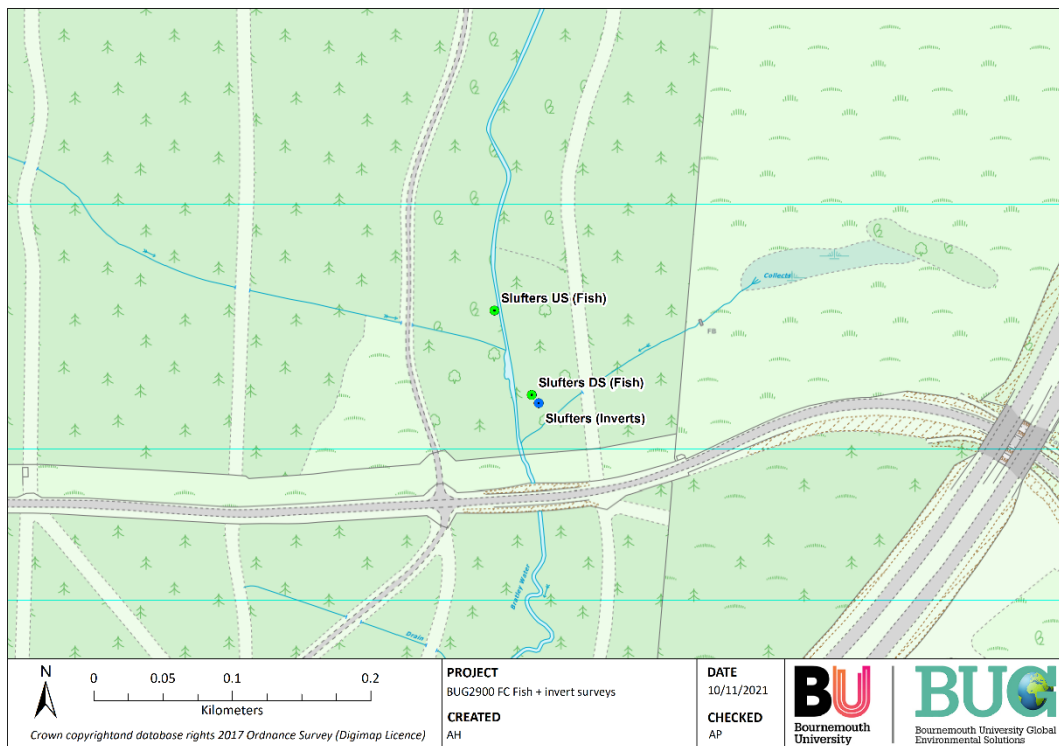 Slufters US (Fish)
Collects
FB
Slufters DS (Fish)
Slufters (Inverts)
Bratley Water
Drain
N
0 0.05 0.1 0.2
Kilometers
Crown copyrightand database rights 2017 Ordnance Survey (Digimap Licence)
PROJECT
BUG2900 FC Fish + invert surveys
CREATED
AH
DATE
10/11/2021
CHECKED
AP
BU
Bournemouth
University
BUG
Bournemouth University Global
Environmental Solutions